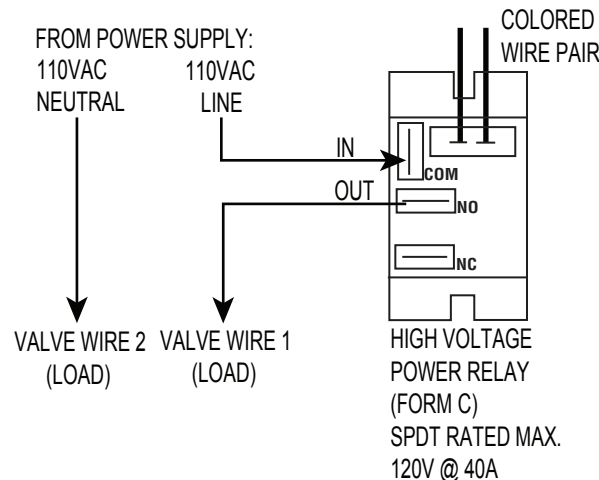 COLORED
WIRE PAIR
FROM POWER SUPPLY:
110VAC 110VAC
NEUTRAL LINE
IN
COM
OUT
NO
NC
VALVE WIRE 2 VALVE WIRE 1
(LOAD) (LOAD)
HIGH VOLTAGE
POWER RELAY
(FORM C)
SPDT RATED MAX.
120V @ 40A